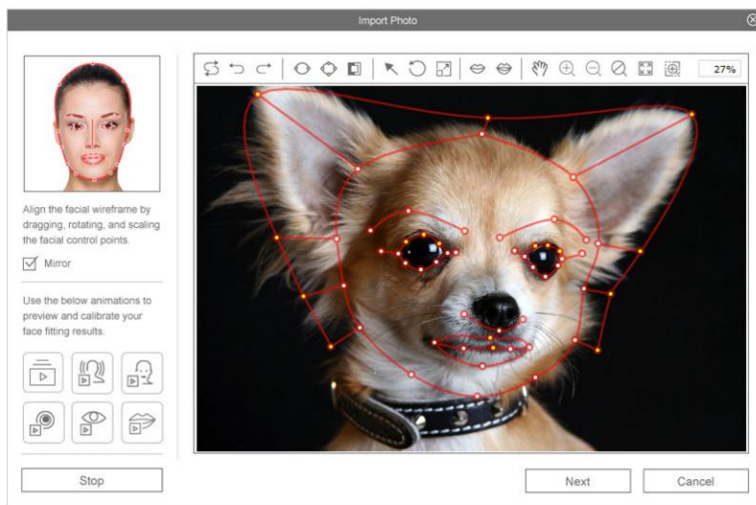 Import Photo
27%
Align the facial wireframe by
dragging, rotating, and scaling
the facial control points.
Mirror
Use the below animations to
preview and calibrate your
face fitting results.
Stop
Next
Cancel